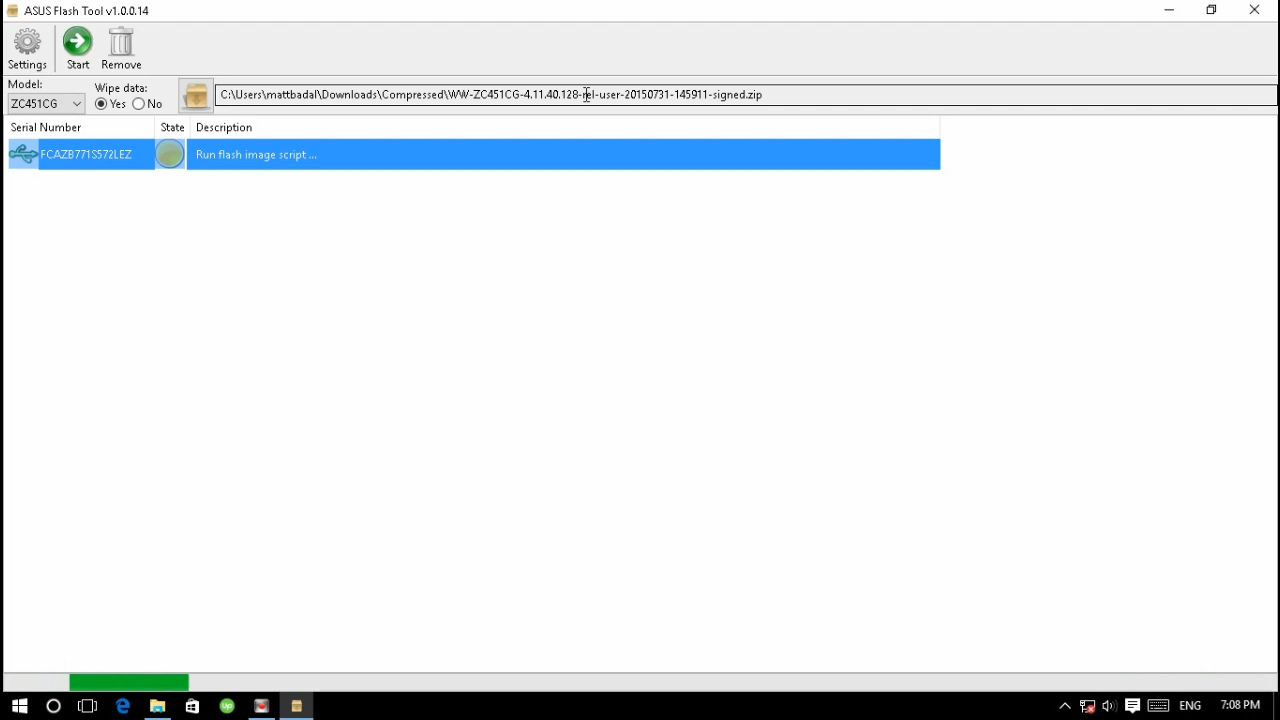 ASUS Flash Tool v1.0.0.14
Settings
Start
Remove
Model:
ZC451CG
Wipe data:
Yes
No
C:\Users\mattbadal\Downloads\Compressed\WW-ZC451CG-4.11.40.128-rel-user-20150731-145911-signed.zip
Serial Number
State
Description
FCAZB771S572LEZ
Run flash image script ...
Up
ENG
7:08 PM